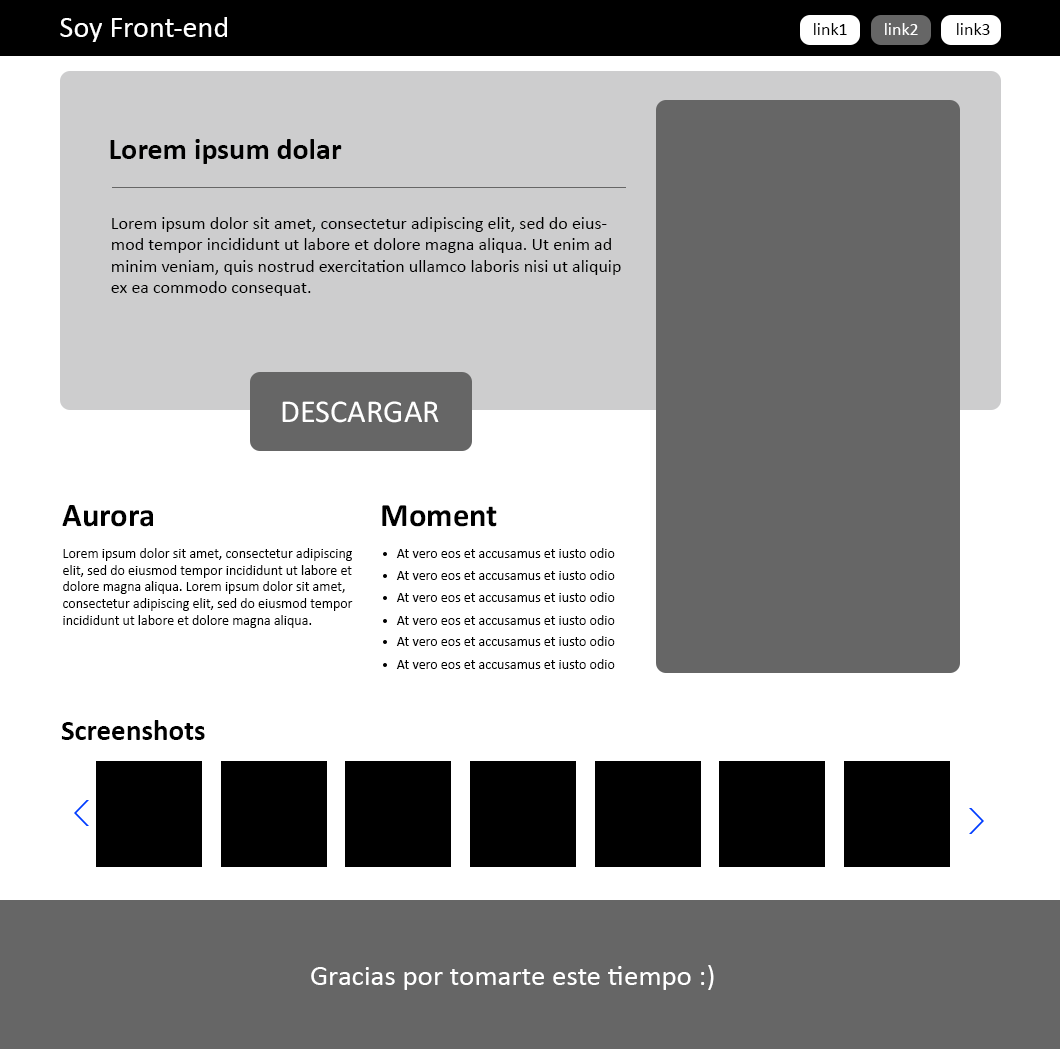 Soy Front-end
link1
link2
link3
Lorem ipsum dolar
Lorem ipsum dolor sit amet, consectetur adipiscing elit, sed do eius-
mod tempor incididunt ut labore et dolore magna aliqua. Ut enim ad
minim veniam, quis nostrud exercitation ullamco laboris nisi ut aliquip
ex ea commodo consequat.
DESCARGAR
Aurora
Lorem ipsum dolor sit amet, consectetur adipiscing
elit, sed do eiusmod tempor incididunt ut labore et
dolore magna aliqua. Lorem ipsum dolor sit amet,
consectetur adipiscing elit, sed do eiusmod tempor
incididunt ut labore et dolore magna aliqua.
Moment
• At vero eos et accusamus et iusto odio
• At vero eos et accusamus et iusto odio
• At vero eos et accusamus et iusto odio
• At vero eos et accusamus et iusto odio
• At vero eos et accusamus et iusto odio
• At vero eos et accusamus et iusto odio
Screenshots
Gracias por tomarte este tiempo :)